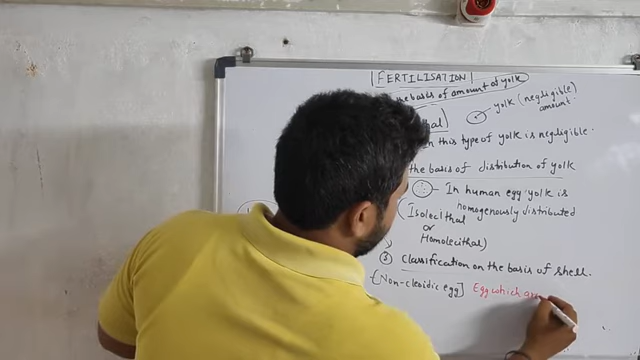 FERTILISATION
the basis of amount of yolk
yolk (negligible)
amount.
In this type of yolk is negligible.
the basis of distribution of yolk
In human egg yolk is
homogenously distributed
(Isolecithal
or
Homolecithal)
③ Classification on the basis of shell.
[Non-cleoidic egg] Egg which are